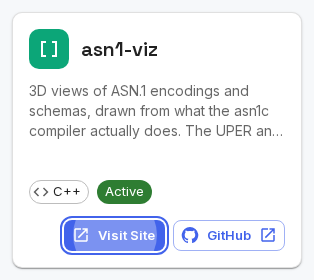 asn1-viz
3D views of ASN.1 encodings and
schemas, drawn from what the asn1c
compiler actually does. The UPER an…
C++
Active
Visit Site
GitHub